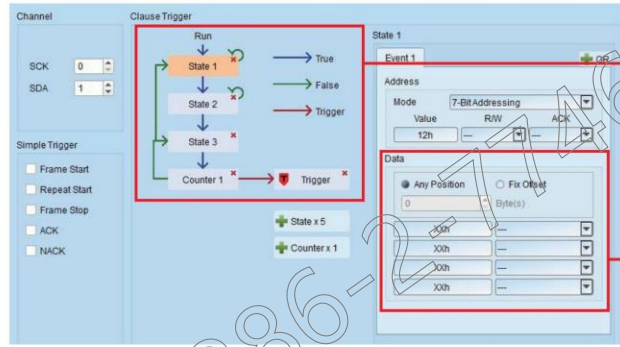 Channel
SCK 0
SDA 1
Simple Trigger
Frame Start
Repeat Start
Frame Stop
ACK
NACK
Clause Trigger
Run
State 1
State 2
State 3
Counter 1
Trigger
True
False
Trigger
State x 5
Counter x 1
State 1
Event 1
OR
Address
Mode 7-Bit Addressing
Value R/W ACK
12h --- ---
Data
Any Position Fix Offset
0 Byte(s)
XXh ---
XXh ---
XXh ---
XXh ---